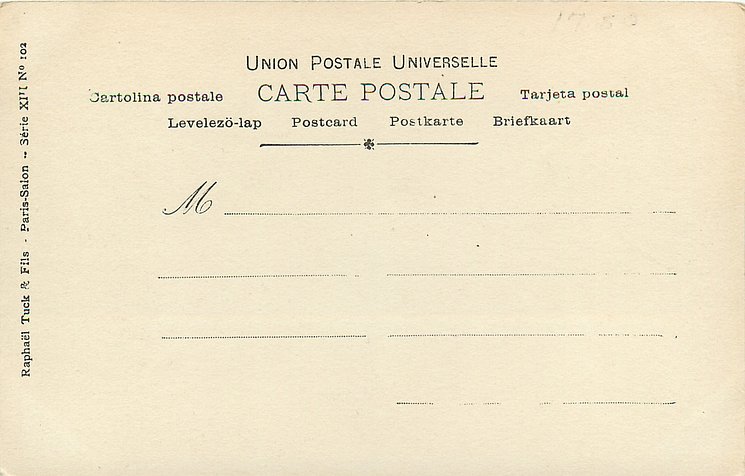 UNION POSTALE UNIVERSELLE
Cartolina postale CARTE POSTALE Tarjeta postal
Levelezö-lap Postcard Postkarte Briefkaart
M
Raphaël Tuck & Fils - Paris-Salon -- Série XIII No 102